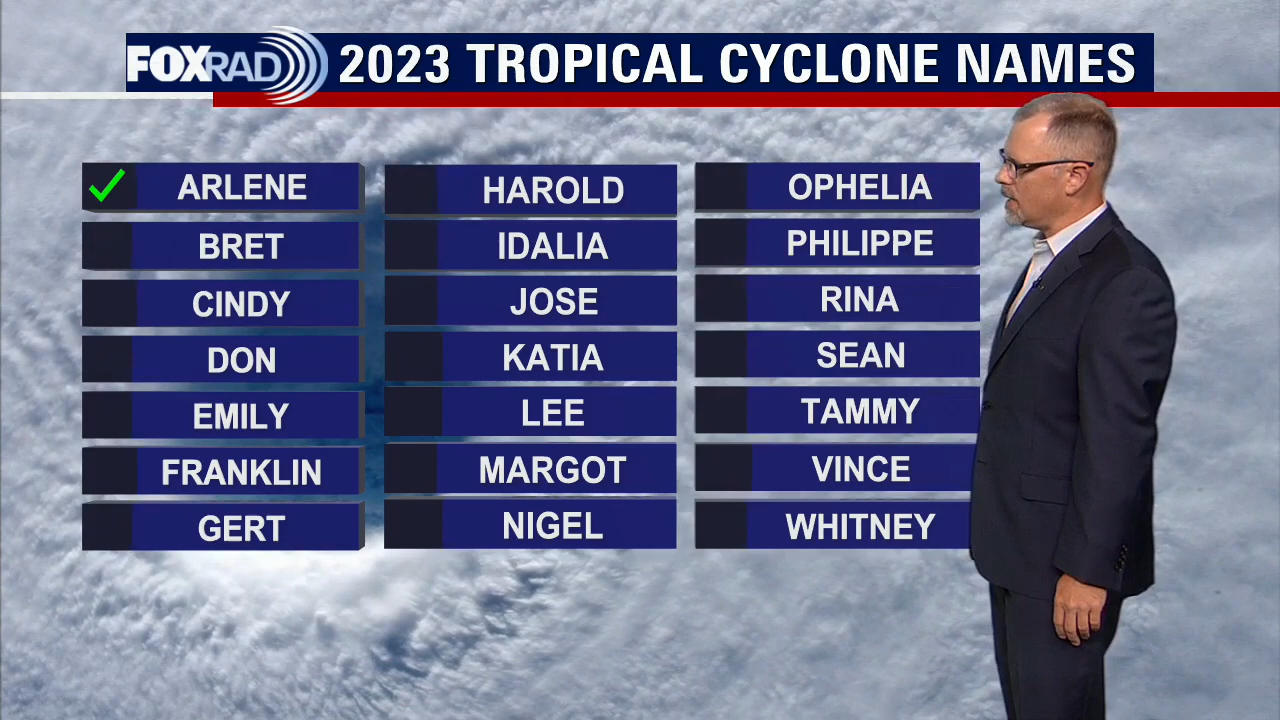 FOXRAD 2023 TROPICAL CYCLONE NAMES
ARLENE
BRET
CINDY
DON
EMILY
FRANKLIN
GERT
HAROLD
IDALIA
JOSE
KATIA
LEE
MARGOT
NIGEL
OPHELIA
PHILIPPE
RINA
SEAN
TAMMY
VINCE
WHITNEY